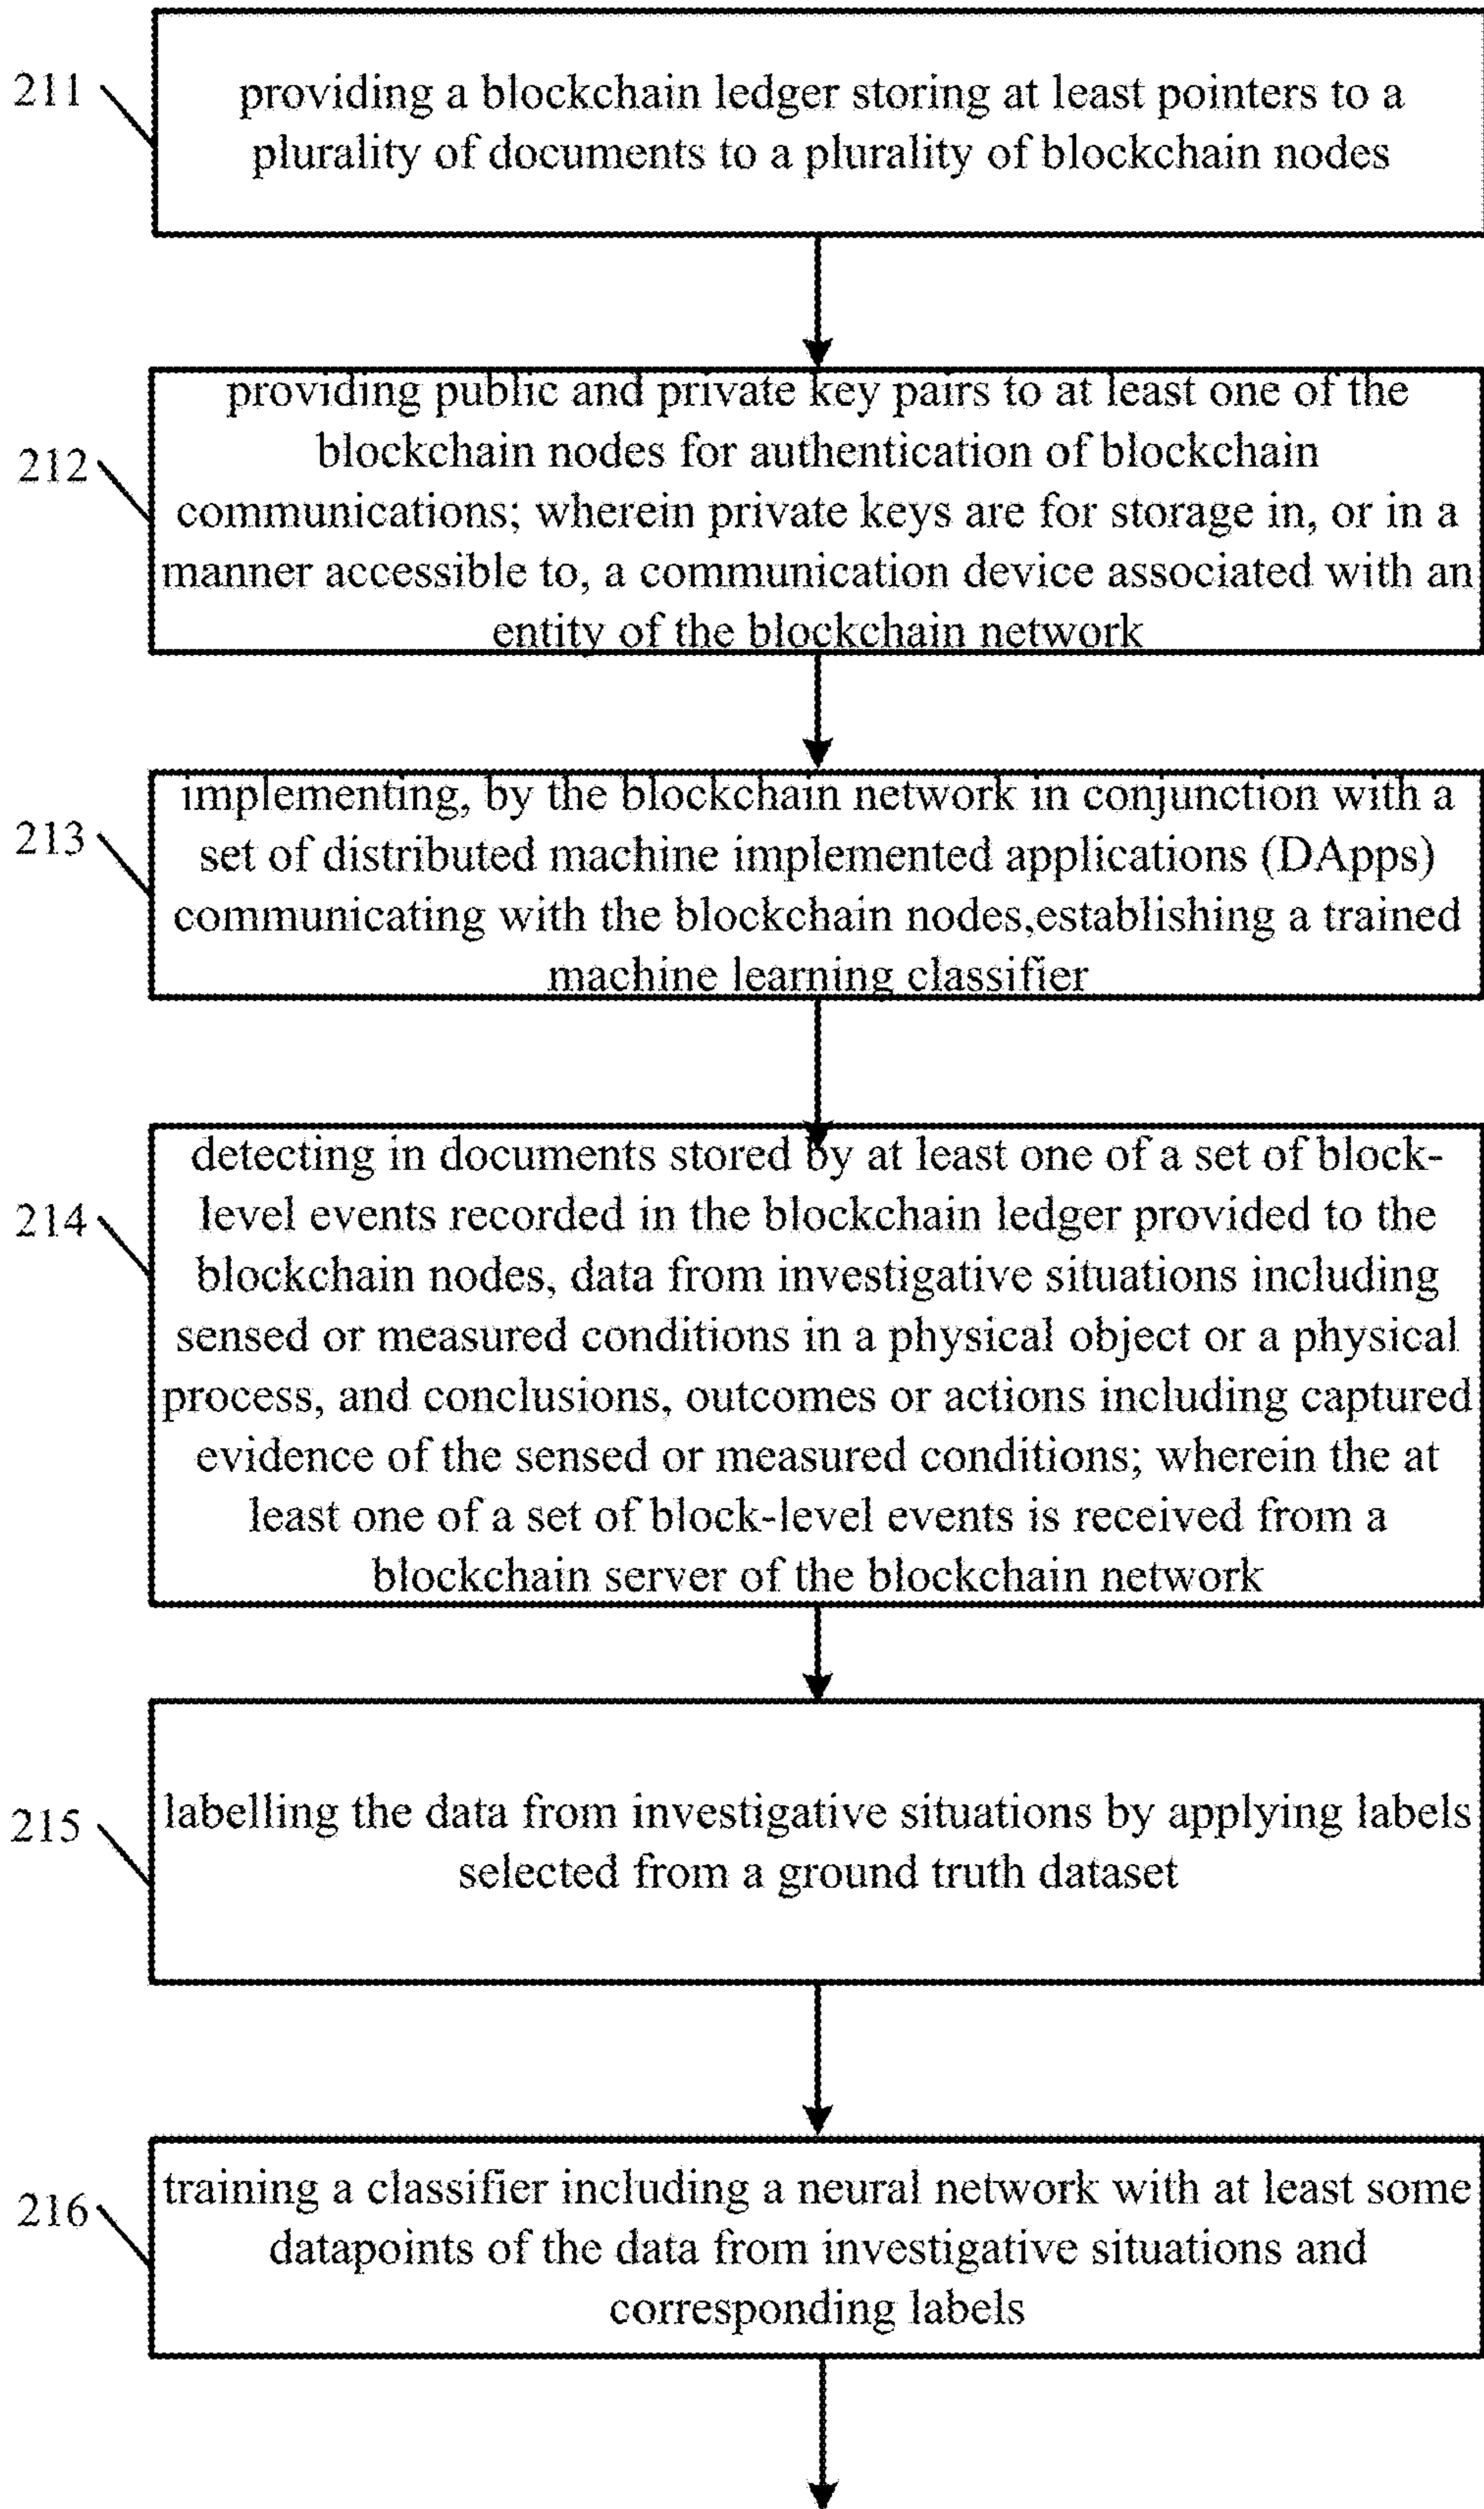 211
providing a blockchain ledger storing at least pointers to a
plurality of documents to a plurality of blockchain nodes
providing public and private key pairs to at least one of the
212
blockchain nodes for authentication of blockchain
communications; wherein private keys are for storage in, or in a
manner accessible to, a communication device associated with an
entity of the blockchain network
213
implementing, by the blockchain network in conjunction with a
set of distributed machine implemented applications (DApps)
communicating with the blockchain nodes,establishing a trained
machine learning classifier
214
detecting in documents stored by at least one of a set of block-
level events recorded in the blockchain ledger provided to the
blockchain nodes, data from investigative situations including
sensed or measured conditions in a physical object or a physical
process, and conclusions, outcomes or actions including captured
evidence of the sensed or measured conditions; wherein the at
least one of a set of block-level events is received from a
blockchain server of the blockchain network
215
labelling the data from investigative situations by applying labels
selected from a ground truth dataset
216
training a classifier including a neural network with at least some
datapoints of the data from investigative situations and
corresponding labels